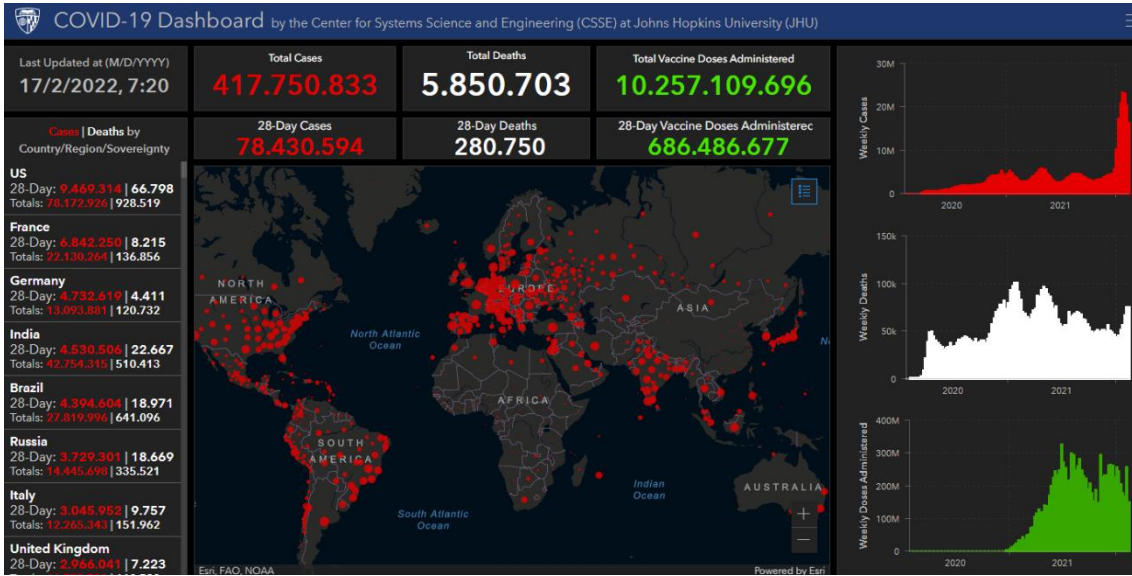 COVID-19 Dashboard by the Center for Systems Science and Engineering (CSSE) at Johns Hopkins University (JHU)
Last Updated at (M/D/YYYY)
17/2/2022, 7:20
Cases | Deaths by
Country/Region/Sovereignty
US
28-Day: 9.469.314 | 66.798
Totals: 78.172.926 | 928.519
France
28-Day: 6.842.250 | 8.215
Totals: 22.130.264 | 136.856
Germany
28-Day: 4.732.619 | 4.411
Totals: 13.093.881 | 120.732
India
28-Day: 4.530.506 | 22.667
Totals: 42.754.315 | 510.413
Brazil
28-Day: 4.394.604 | 18.971
Totals: 27.819.996 | 641.096
Russia
28-Day: 3.729.301 | 18.669
Totals: 14.445.698 | 335.521
Italy
28-Day: 3.045.952 | 9.757
Totals: 12.265.343 | 151.962
United Kingdom
28-Day: 2.966.041 | 7.223
Total Cases
417.750.833
Total Deaths
5.850.703
Total Vaccine Doses Administered
10.257.109.696
28-Day Cases
78.430.594
28-Day Deaths
280.750
28-Day Vaccine Doses Administerec
686.486.677
NORTH
AMERICA
North Atlantic
Ocean
EUROPE
ASIA
AFRICA
SOUTH
AMERICA
South Atlantic
Ocean
Indian
Ocean
AUSTRALIA
N
+
−
Esri, FAO, NOAA
Powered by Esri
Weekly Cases
30M
20M
10M
0
2020
2021
Weekly Deaths
150k
100k
50k
0
2020
2021
Weekly Doses Administered
400M
300M
200M
100M
0
2020
2021